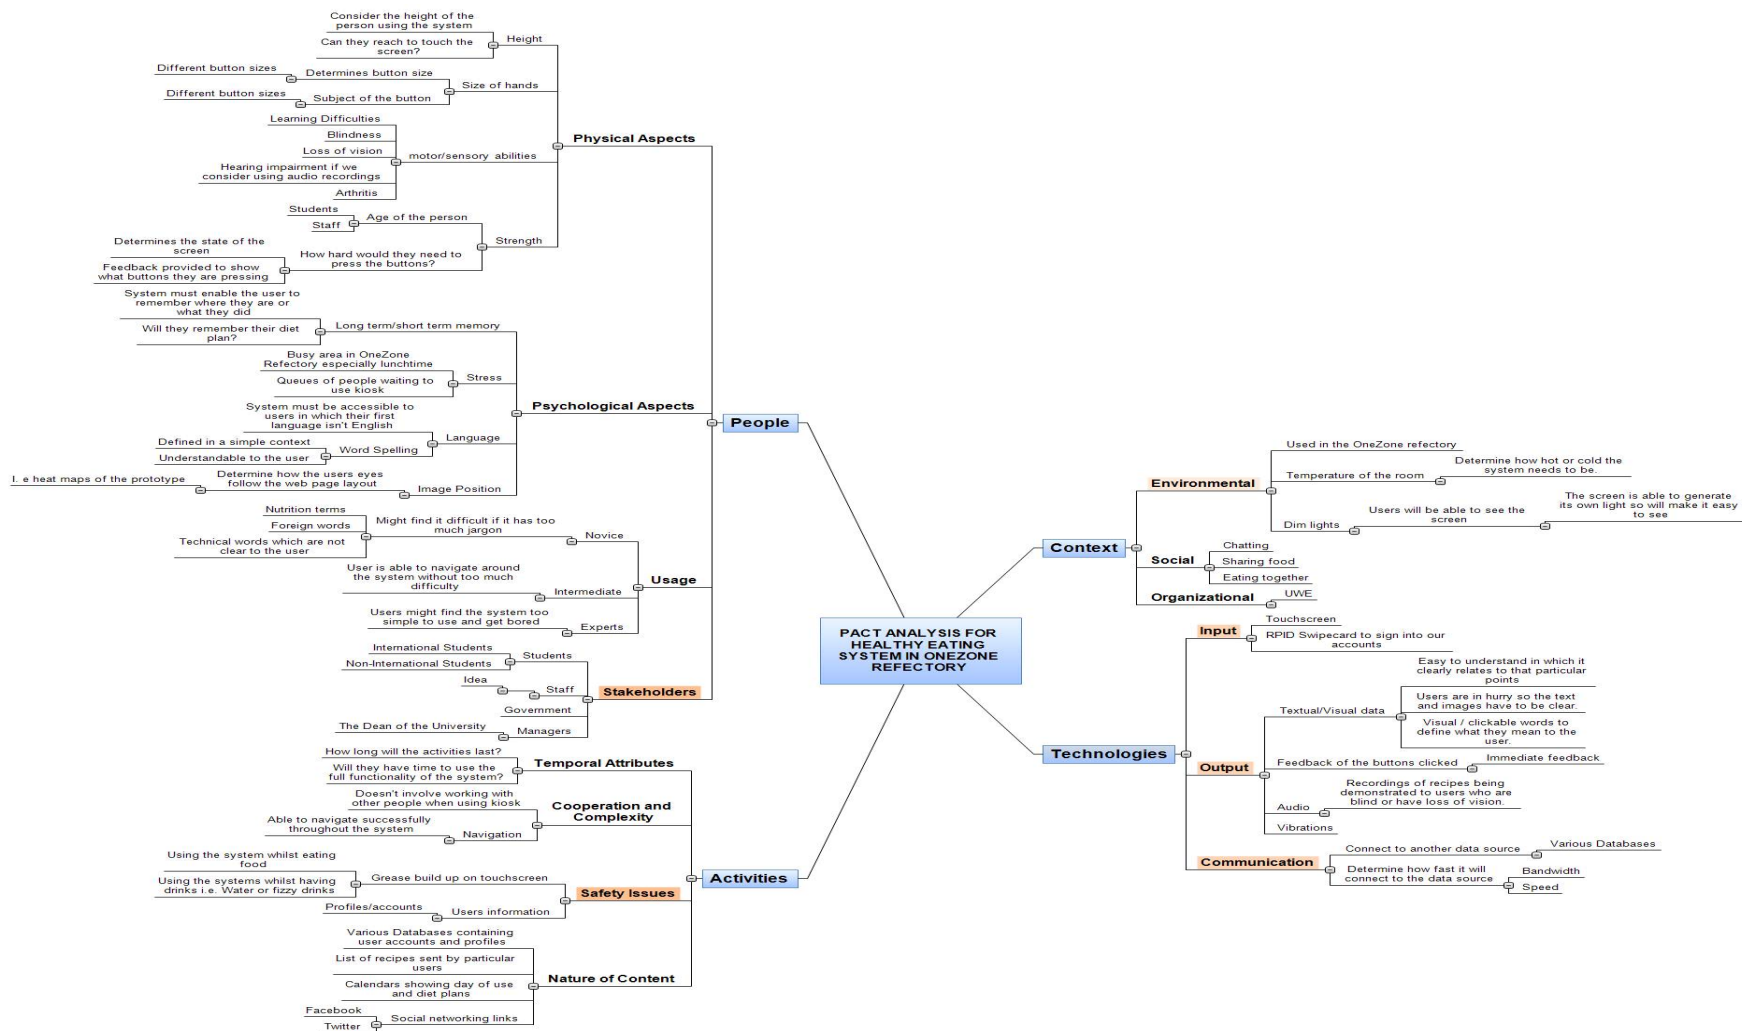 Consider the height of the
person using the system
Can they reach to touch the
screen?
Height
Different button sizes
Determines button size
Different button sizes
Subject of the button
Size of hands
Learning Difficulties
Blindness
Loss of vision
Hearing impairment if we
consider using audio recordings
Arthritis
motor/sensory abilities
Physical Aspects
Students
Staff
Age of the person
Determines the state of the
screen
Feedback provided to show
what buttons they are pressing
How hard would they need to
press the buttons?
Strength
System must enable the user to
remember where they are or
what they did
Will they remember their diet
plan?
Long term/short term memory
Busy area in OneZone
Refectory especially lunchtime
Queues of people waiting to
use kiosk
Stress
Psychological Aspects
System must be accessible to
users in which their first
language isn't English
Defined in a simple context
Understandable to the user
Word Spelling
Language
I. e heat maps of the prototype
Determine how the users eyes
follow the web page layout
Image Position
People
Nutrition terms
Foreign words
Technical words which are not
clear to the user
Might find it difficult if it has too
much jargon
Novice
User is able to navigate around
the system without too much
difficulty
Intermediate
Users might find the system too
simple to use and get bored
Experts
Usage
International Students
Non-International Students
Students
Idea
Staff
Government
The Dean of the University
Managers
Stakeholders
How long will the activities last?
Will they have time to use the
full functionality of the system?
Temporal Attributes
Doesn't involve working with
other people when using kiosk
Able to navigate successfully
throughout the system
Navigation
Cooperation and
Complexity
Using the system whilst eating
food
Using the systems whilst having
drinks i.e. Water or fizzy drinks
Grease build up on touchscreen
Profiles/accounts
Users information
Safety Issues
Activities
Various Databases containing
user accounts and profiles
List of recipes sent by particular
users
Calendars showing day of use
and diet plans
Facebook
Twitter
Social networking links
Nature of Content
PACT ANALYSIS FOR
HEALTHY EATING
SYSTEM IN ONEZONE
REFECTORY
Context
Environmental
Used in the OneZone refectory
Temperature of the room
Determine how hot or cold the
system needs to be.
Dim lights
Users will be able to see the
screen
The screen is able to generate
its own light so will make it easy
to see
Social
Chatting
Sharing food
Eating together
Organizational
UWE
Technologies
Input
Touchscreen
RPID Swipecard to sign into our
accounts
Output
Textual/Visual data
Easy to understand in which it
clearly relates to that particular
points
Users are in hurry so the text
and images have to be clear.
Visual / clickable words to
define what they mean to the
user.
Feedback of the buttons clicked
Immediate feedback
Audio
Recordings of recipes being
demonstrated to users who are
blind or have loss of vision.
Vibrations
Communication
Connect to another data source
Various Databases
Determine how fast it will
connect to the data source
Bandwidth
Speed